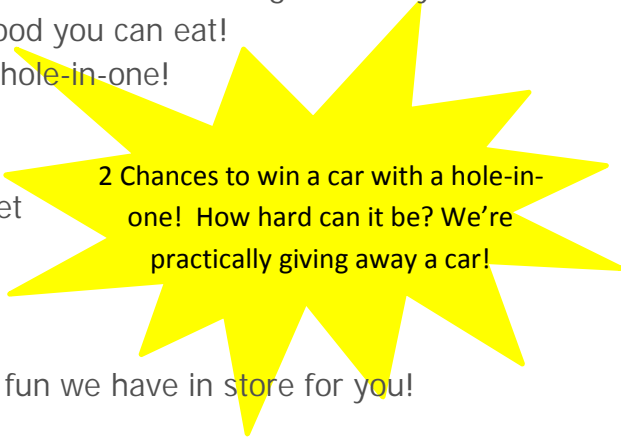 ood you can eat!
hole-in-one!
2 Chances to win a car with a hole-in-
et
one! How hard can it be? We're
practically giving away a car!
fun we have in store for you!